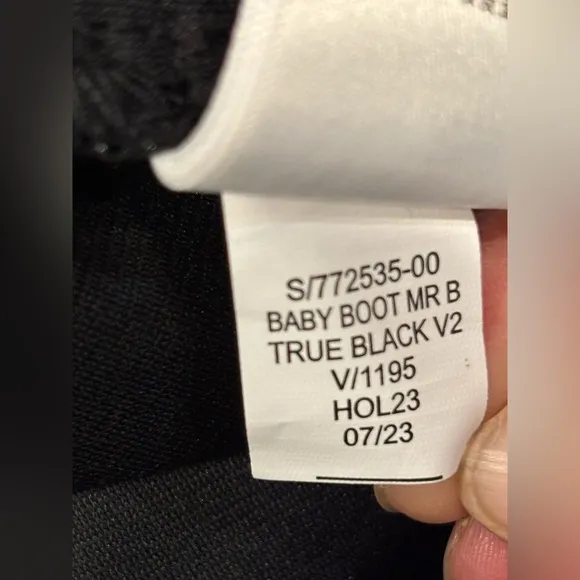 S/772535-00
BABY BOOT MR B
TRUE BLACK V2
V/1195
HOL23
07/23